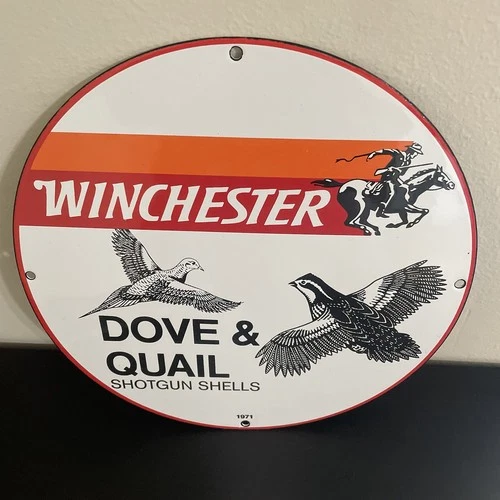 WINCHESTER
DOVE &
QUAIL
SHOTGUN SHELLS
1971